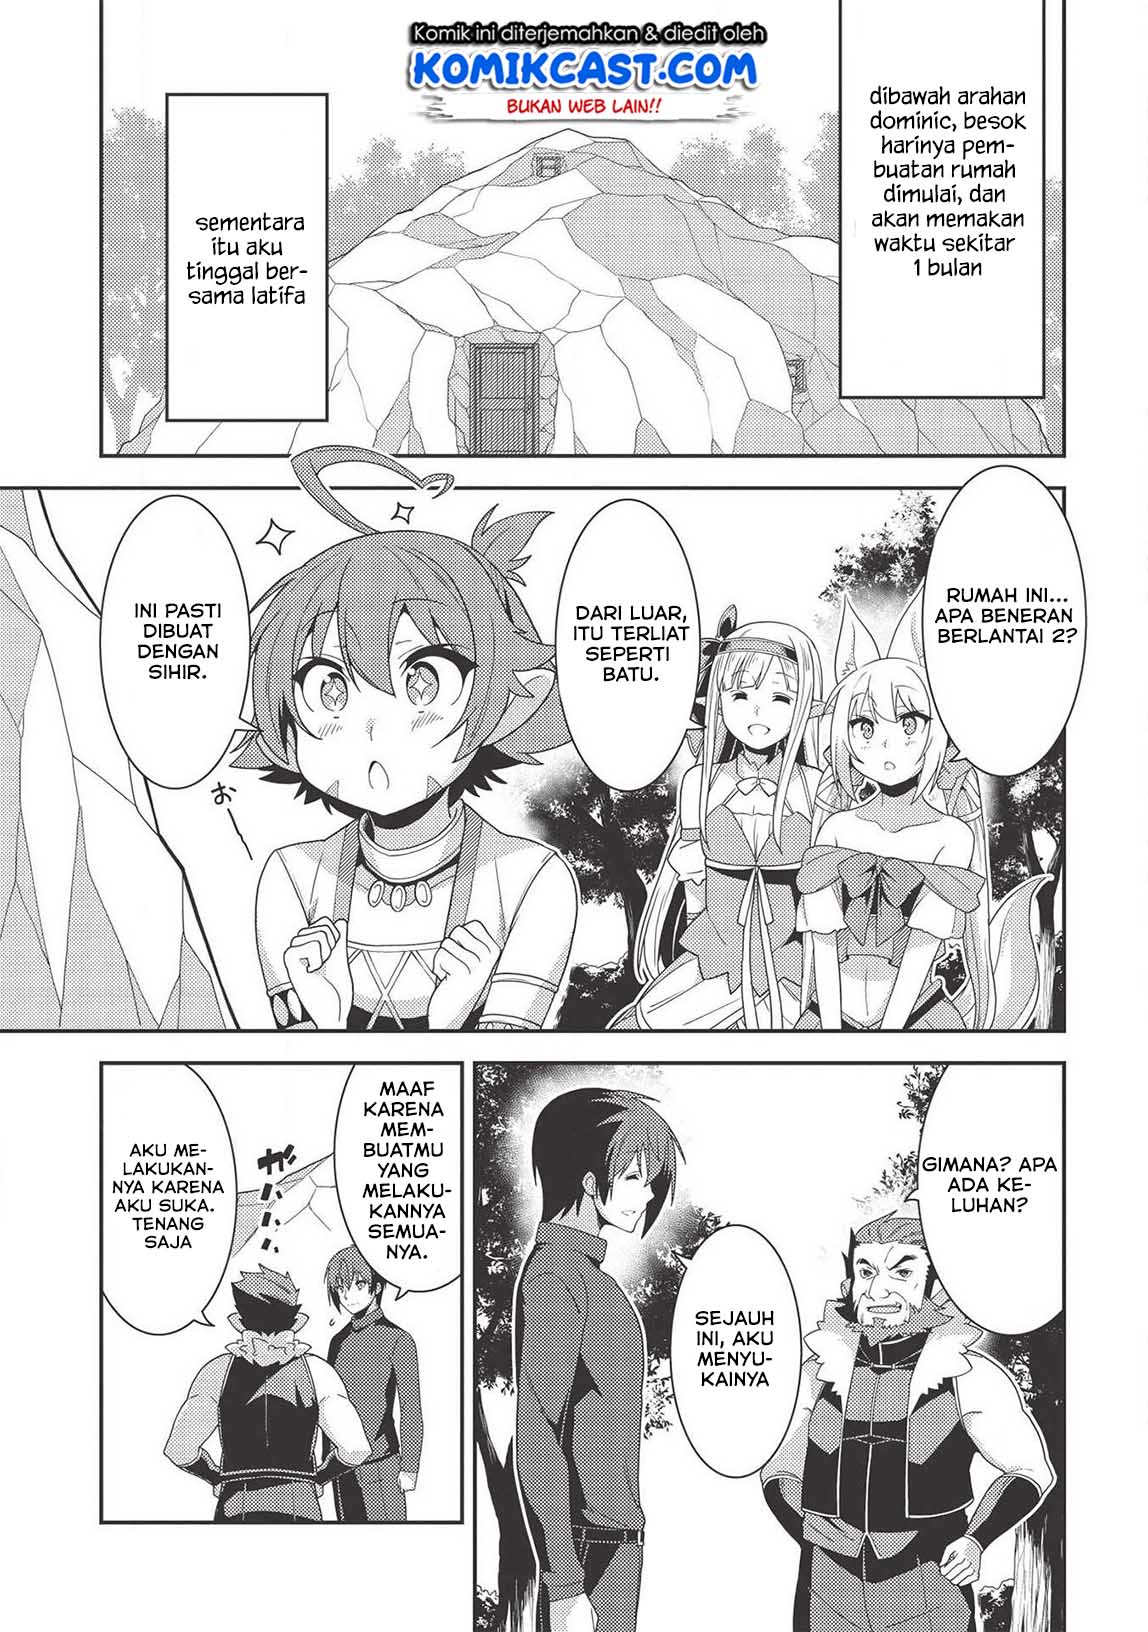 Komik ini diterjemahkan & diedit oleh
KOMIKCAST.COM
BUKAN WEB LAIN!!
dibawah arahan
dominic, besok
harinya pem-
buatan rumah
dimulai, dan
akan memakan
waktu sekitar
1 bulan
sementara
itu aku
tinggal ber-
sama latifa
RUMAH INI...
APA BENERAN
BERLANTAI 2?
DARI LUAR,
ITU TERLIAT
SEPERTI
BATU.
INI PASTI
DIBUAT
DENGAN
SIHIR.
おー
GIMANA? APA
ADA KE-
LUHAN?
SEJAUH
INI, AKU
MENYU-
KAINYA
MAAF
KARENA
MEM-
BUATMU
YANG
MELAKU-
KANNYA
SEMUA-
NYA.
AKU ME-
LAKUKAN-
NYA KARENA
AKU SUKA.
TENANG
SAJA